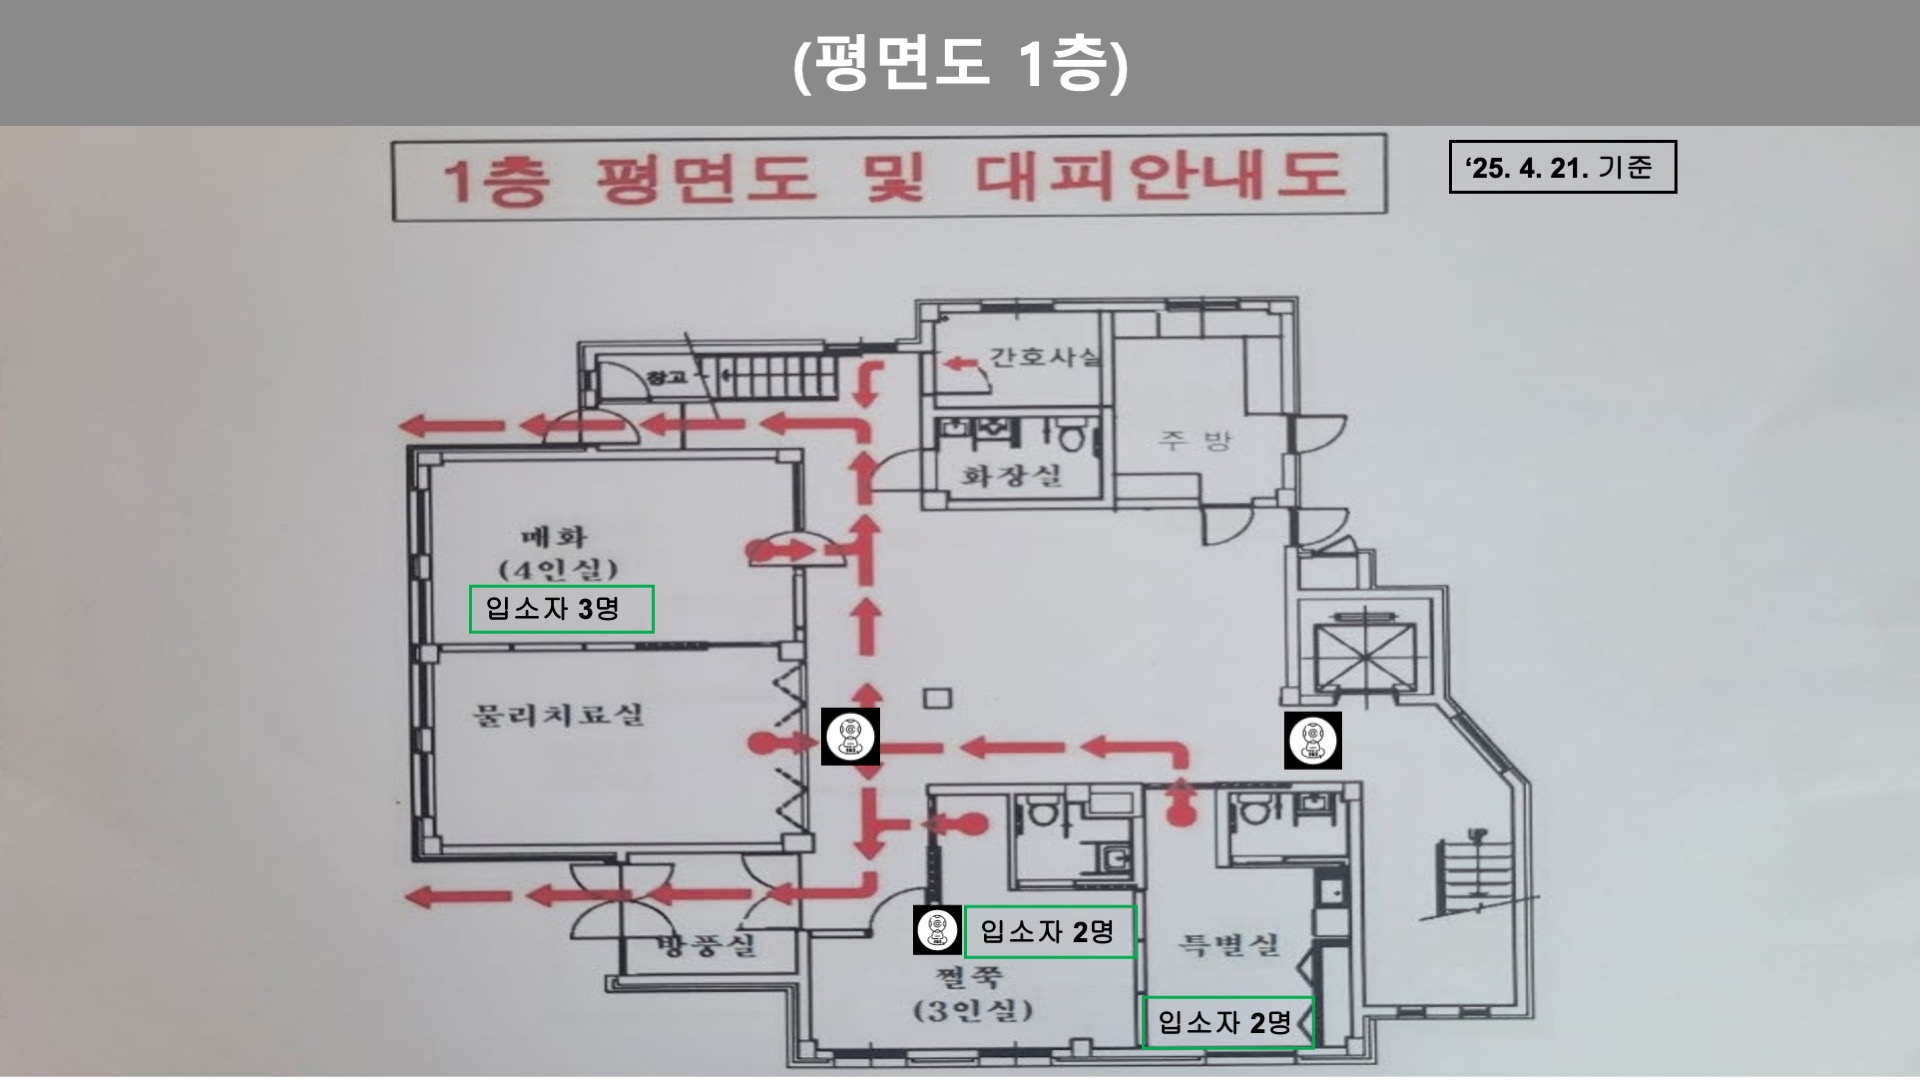 (평면도 1층)
1층 평면도 및 대피안내도
‘25. 4. 21. 기준
간호사실
창고
주 방
화장실
매화
(4인실)
입소자 3명
물리치료실
UP
입소자 2명
방풍실
특별실
쩔쭉
(3인실)
입소자 2명